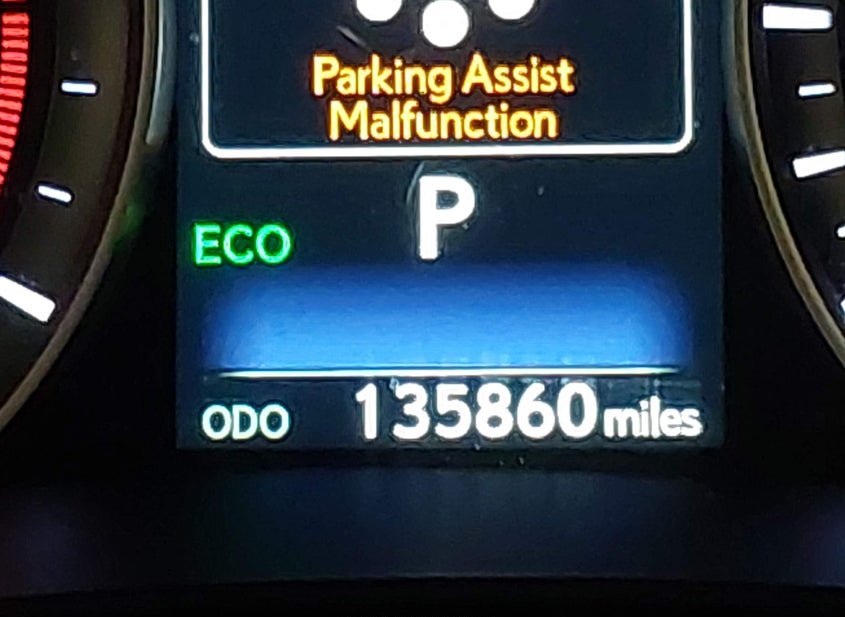 Parking Assist
Malfunction
P
ECO
ODO 135860 miles